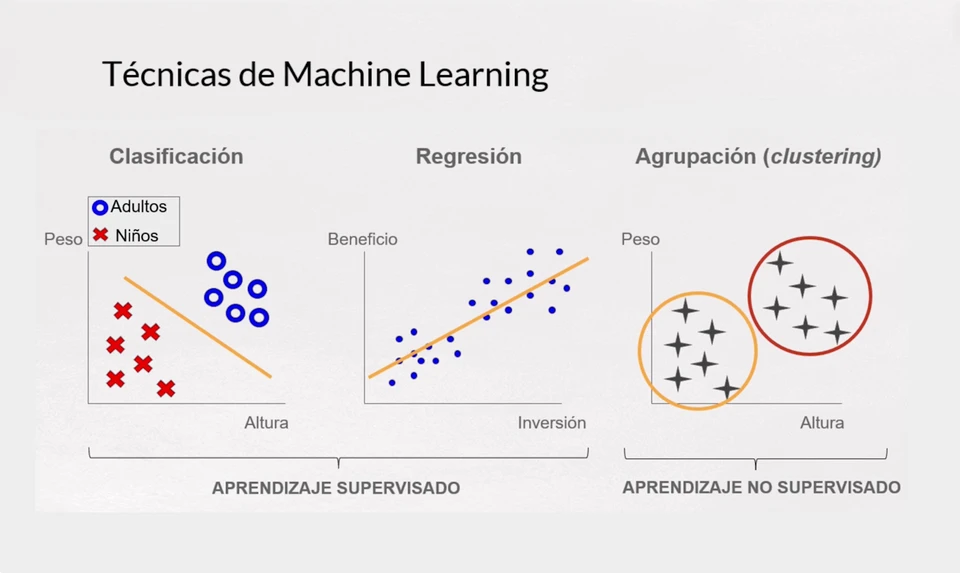 Técnicas de Machine Learning
Clasificación
Adultos
Niños
Peso
Altura
Regresión
Beneficio
Inversión
APRENDIZAJE SUPERVISADO
Agrupación (clustering)
Peso
Altura
APRENDIZAJE NO SUPERVISADO